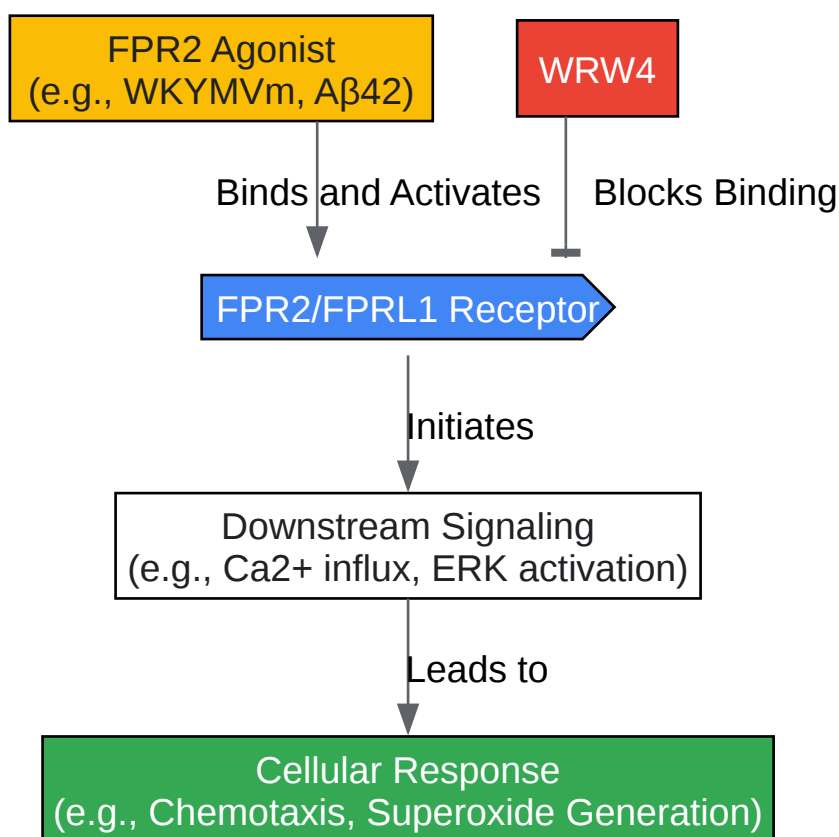 FPR2 Agonist
(e.g., WKYMVm, Aβ42)
WRW4
Binds and Activates
Blocks Binding
FPR2/FPRL1 Receptor
Initiates
Downstream Signaling
(e.g., Ca2+ influx, ERK activation)
Leads to
Cellular Response
(e.g., Chemotaxis, Superoxide Generation)